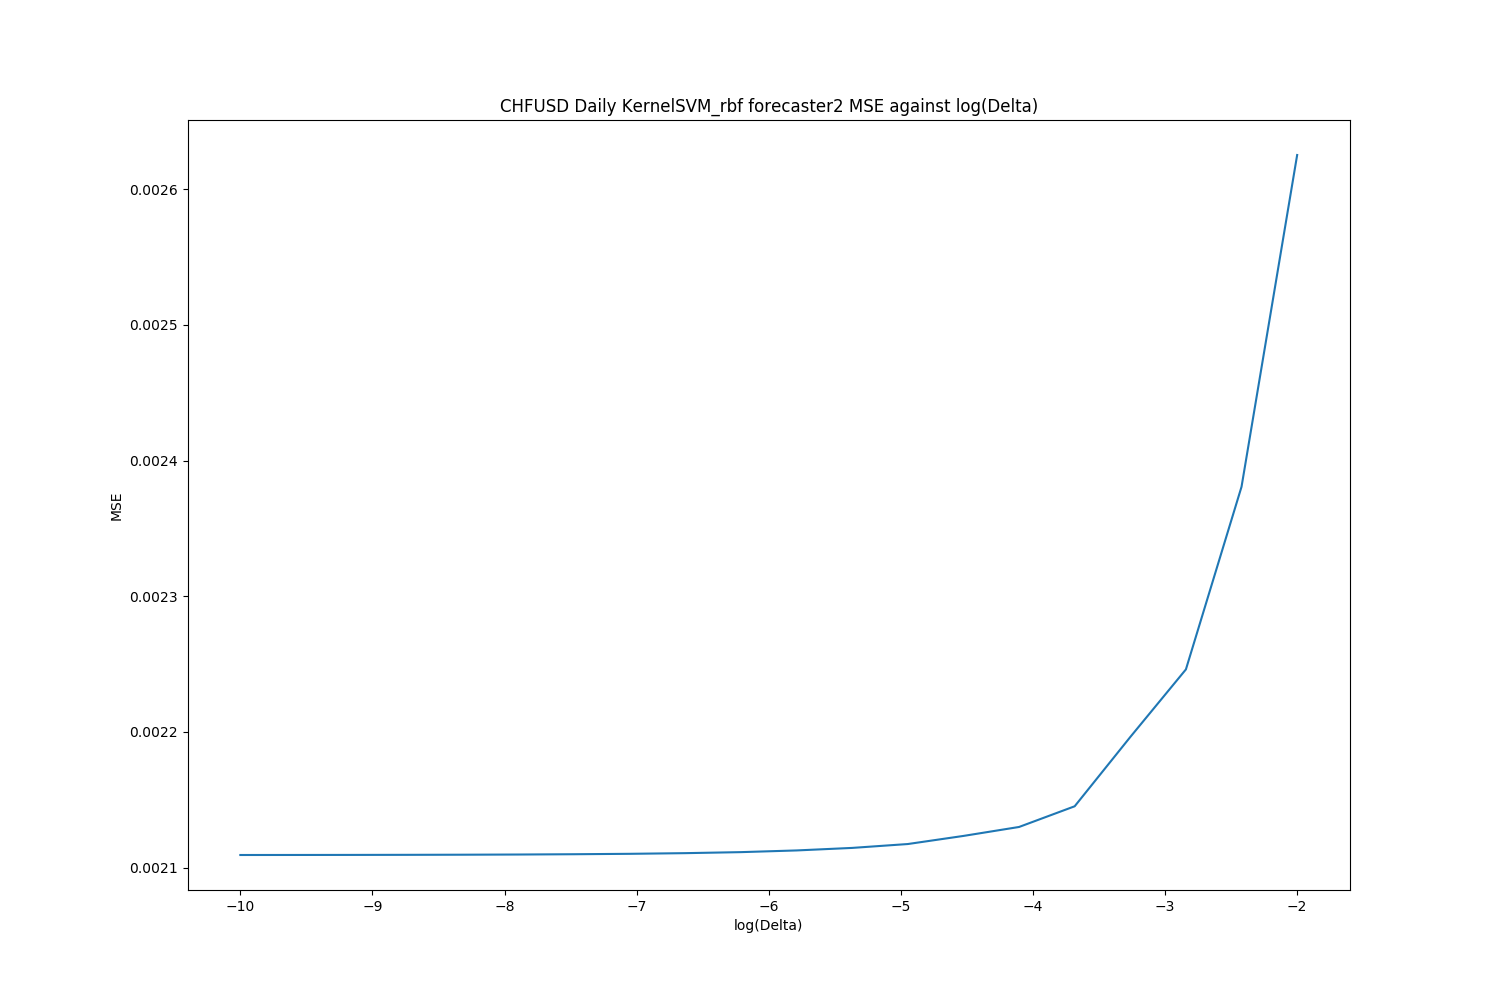 CHFUSD Daily KernelSVM_rbf forecaster2 MSE against log(Delta)
0.0026
0.0025
0.0024
0.0023
0.0022
0.0021
MSE
−10 −9 −8 −7 −6 −5 −4 −3 −2
log(Delta)